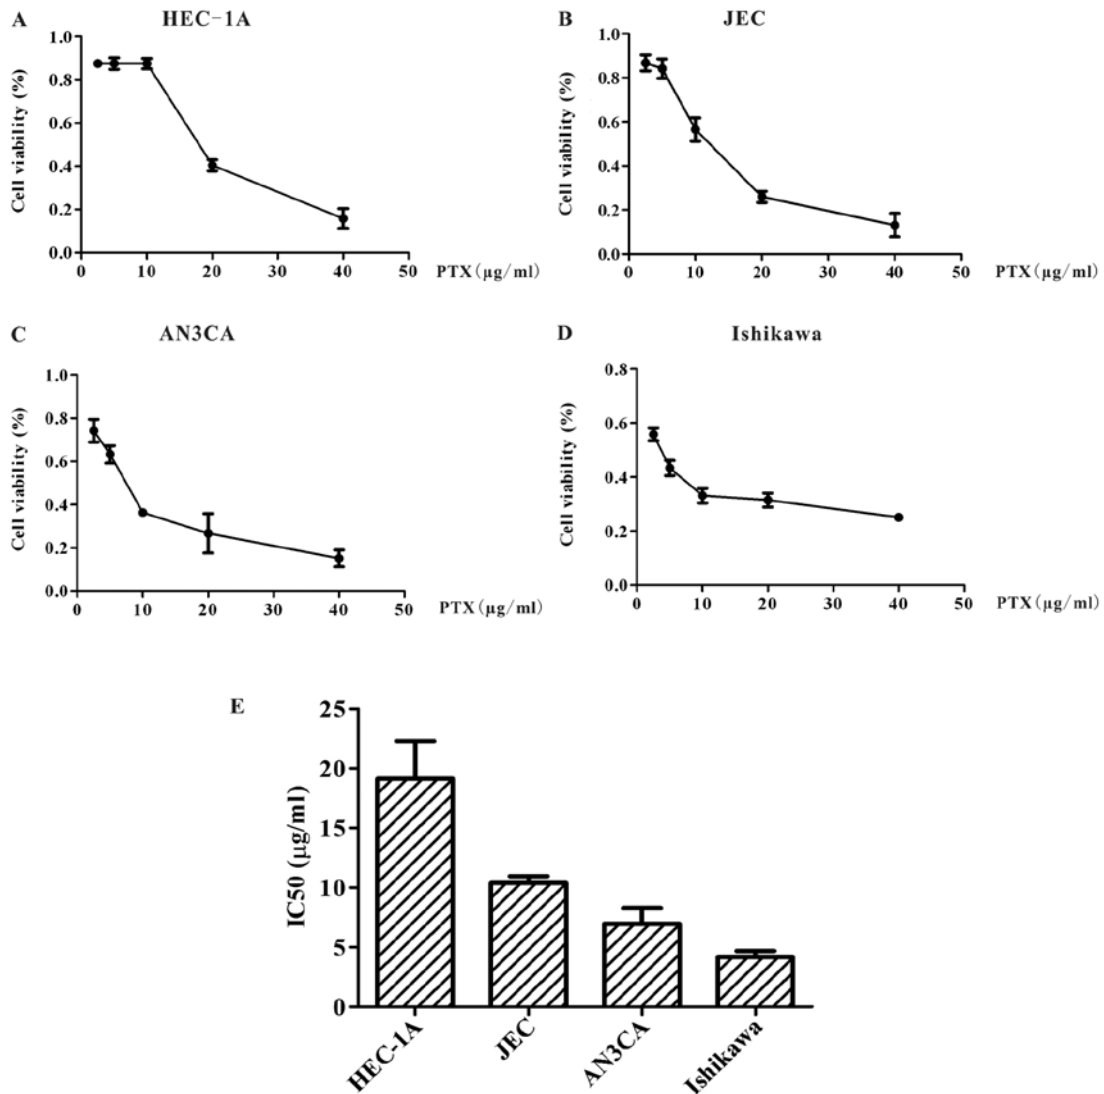 A
HEC-1A
Cell viability (%)
1.0
0.8
0.6
0.4
0.2
0.0
0 10 20 30 40 50
PTX(μg/ml)
B
JEC
Cell viability (%)
1.0
0.8
0.6
0.4
0.2
0.0
0 10 20 30 40 50
PTX(μg/ml)
C
AN3CA
Cell viability (%)
1.0
0.8
0.6
0.4
0.2
0.0
0 10 20 30 40 50
PTX(μg/ml)
D
Ishikawa
Cell viability (%)
0.8
0.6
0.4
0.2
0.0
0 10 20 30 40 50
PTX(μg/ml)
E
IC50 (μg/ml)
25
20
15
10
5
0
HEC-1A
JEC
AN3CA
Ishikawa